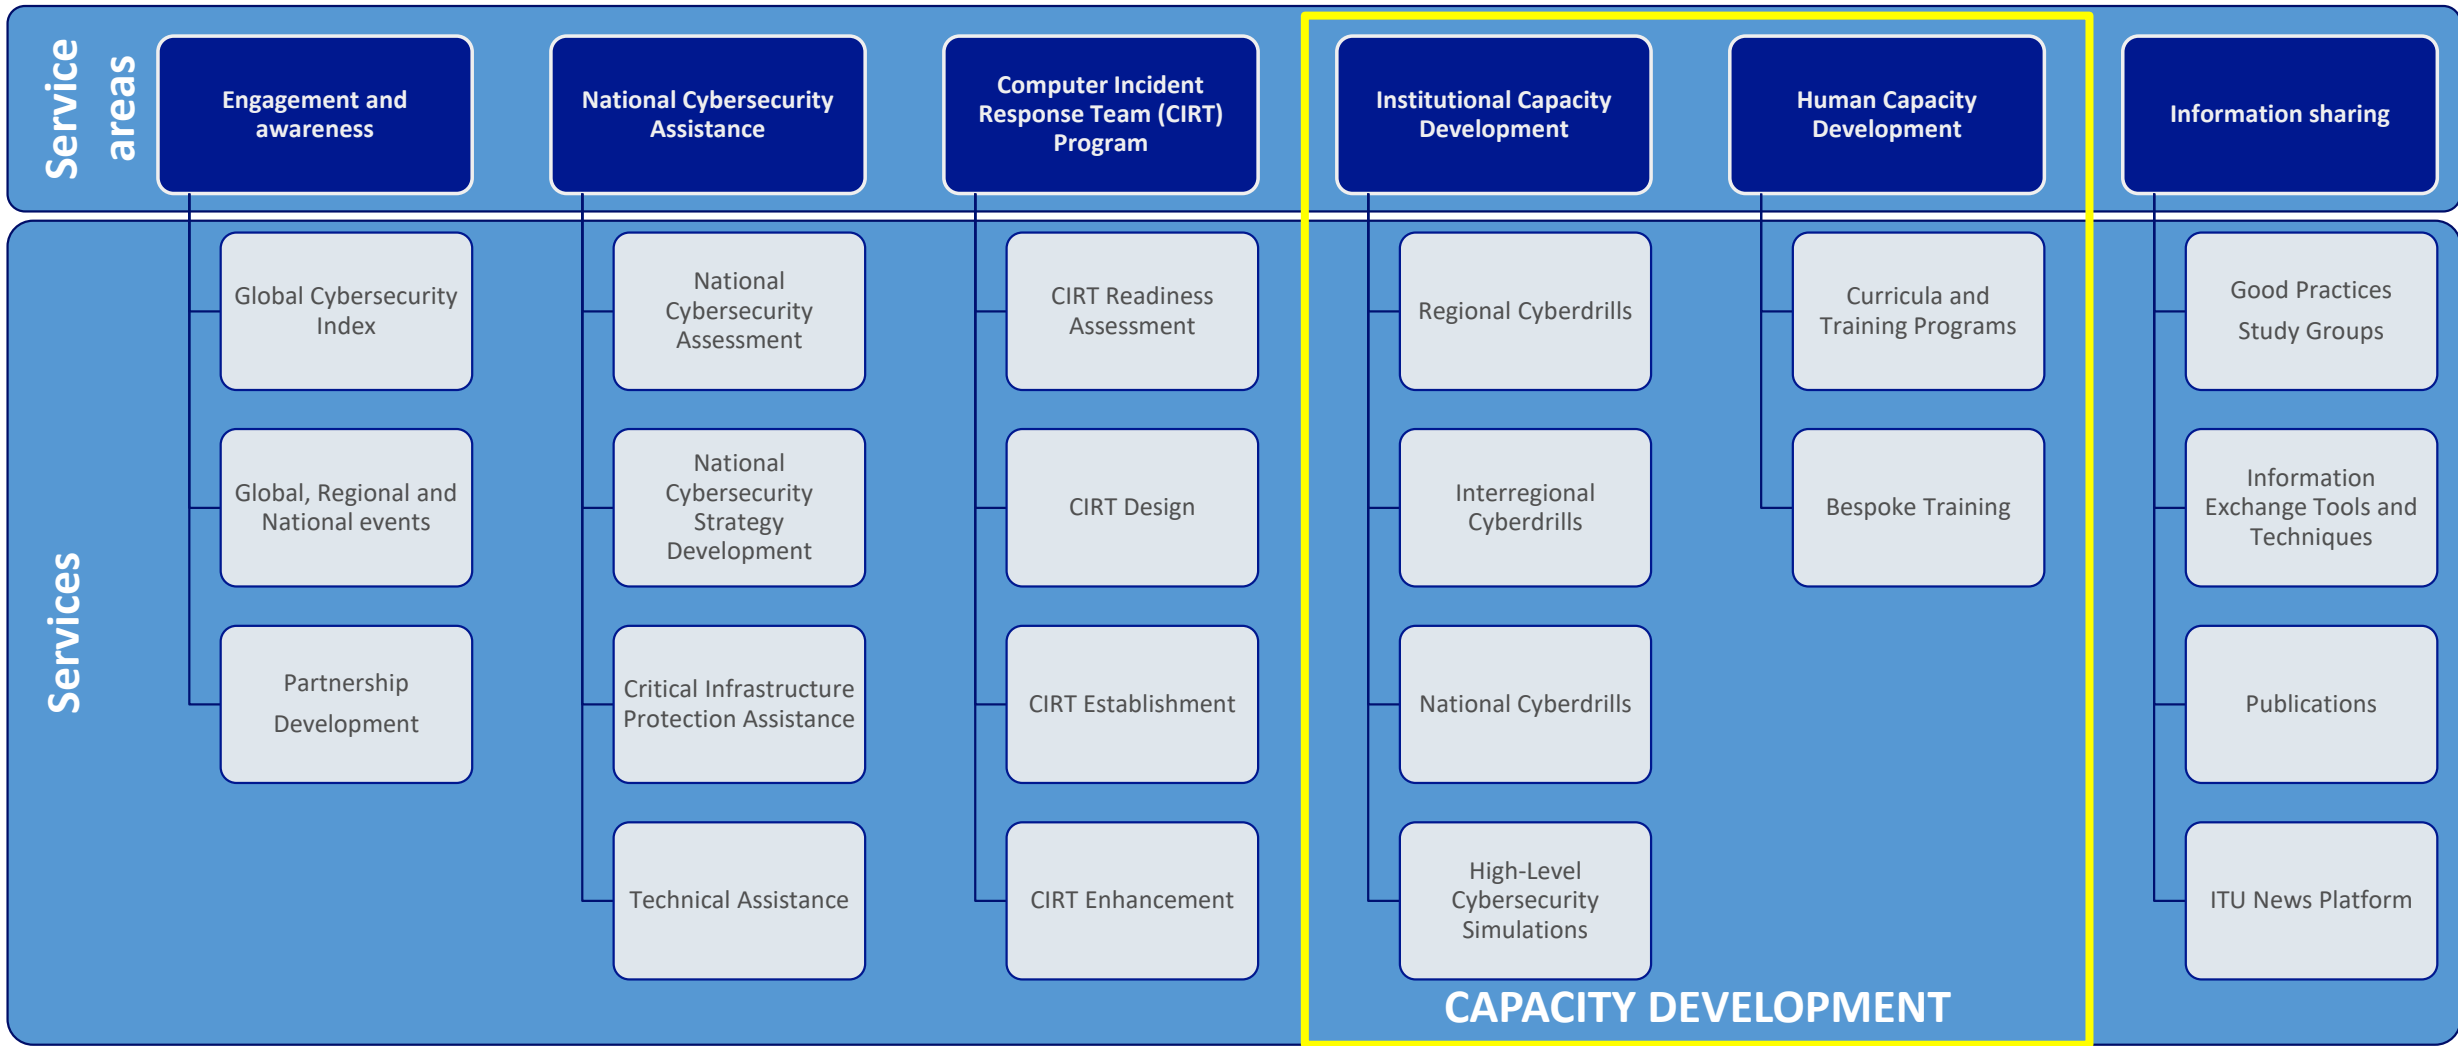 Service
areas
Engagement and
awareness
National Cybersecurity
Assistance
Computer Incident
Response Team (CIRT)
Program
Institutional Capacity
Development
Human Capacity
Development
Information sharing
Services
Global Cybersecurity
Index
Global, Regional and
National events
Partnership
Development
National
Cybersecurity
Assessment
National
Cybersecurity
Strategy
Development
Critical Infrastructure
Protection Assistance
Technical Assistance
CIRT Readiness
Assessment
CIRT Design
CIRT Establishment
CIRT Enhancement
Regional Cyberdrills
Interregional
Cyberdrills
National Cyberdrills
High-Level
Cybersecurity
Simulations
Curricula and
Training Programs
Bespoke Training
Good Practices
Study Groups
Information
Exchange Tools and
Techniques
Publications
ITU News Platform
CAPACITY DEVELOPMENT